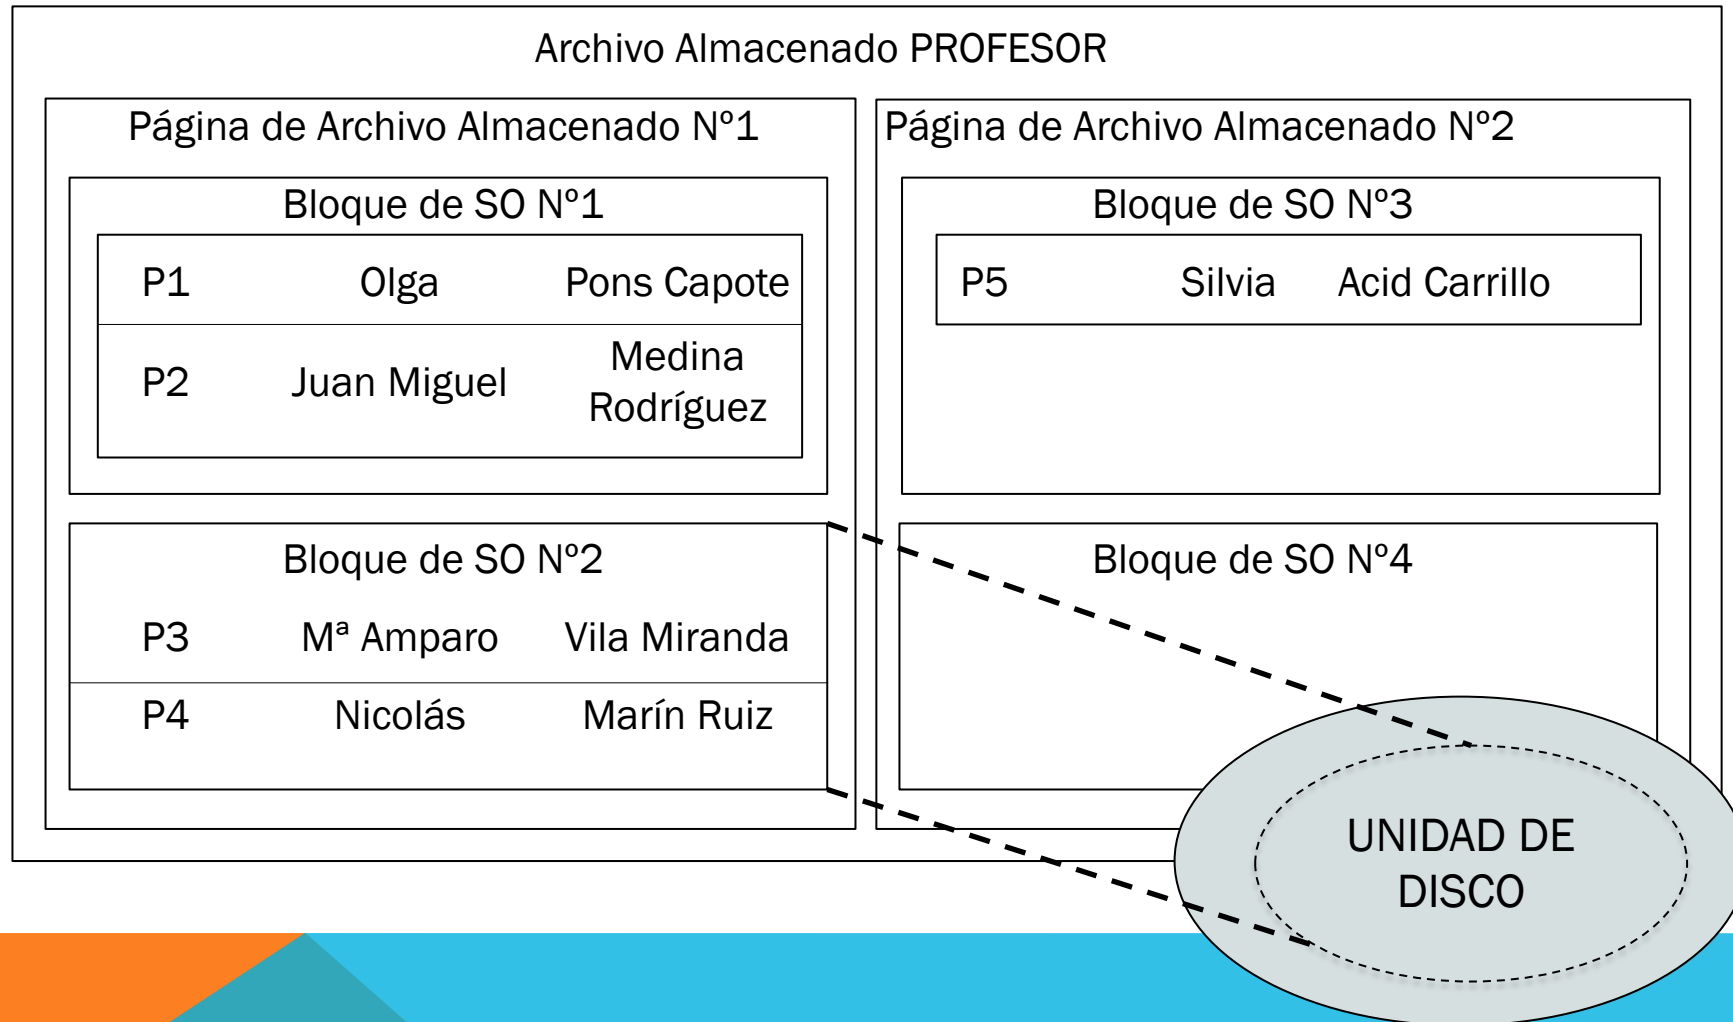 Archivo Almacenado PROFESOR
Página de Archivo Almacenado Nº1
Bloque de SO Nº1
P1 Olga Pons Capote
P2 Juan Miguel Medina
Rodríguez
Bloque de SO Nº2
P3 Mª Amparo Vila Miranda
P4 Nicolás Marín Ruiz
Página de Archivo Almacenado Nº2
Bloque de SO Nº3
P5 Silvia Acid Carrillo
Bloque de SO Nº4
UNIDAD DE
DISCO